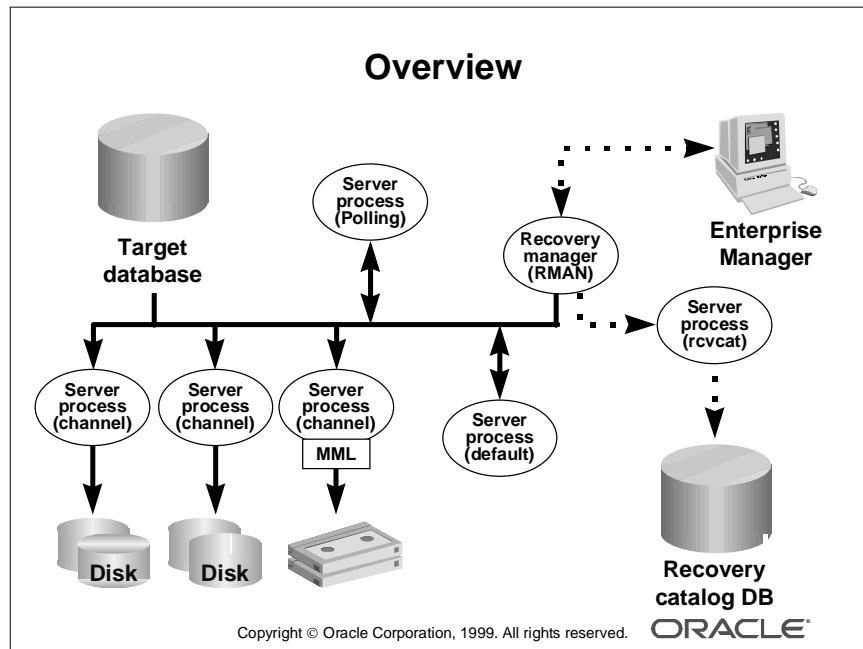 Overview
Server
process
(Polling)
Target
database
Recovery
manager
(RMAN)
Enterprise
Manager
Server
process
(rcvcat)
Server
process
(channel)
Server
process
(channel)
Server
process
(channel)
MML
Server
process
(default)
Disk
Disk
Recovery
catalog DB
Copyright © Oracle Corporation, 1999. All rights reserved.
ORACLE®